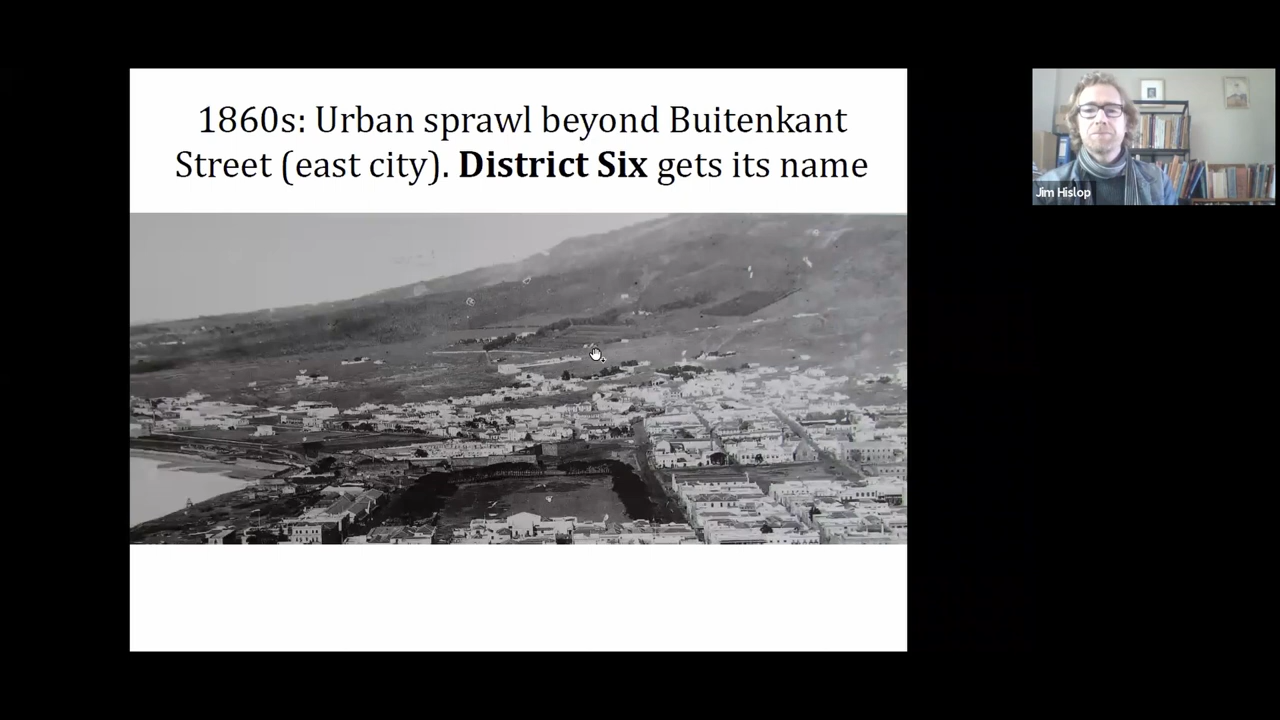 1860s: Urban sprawl beyond Buitenkant
Street (east city). District Six gets its name
Jim Hislop